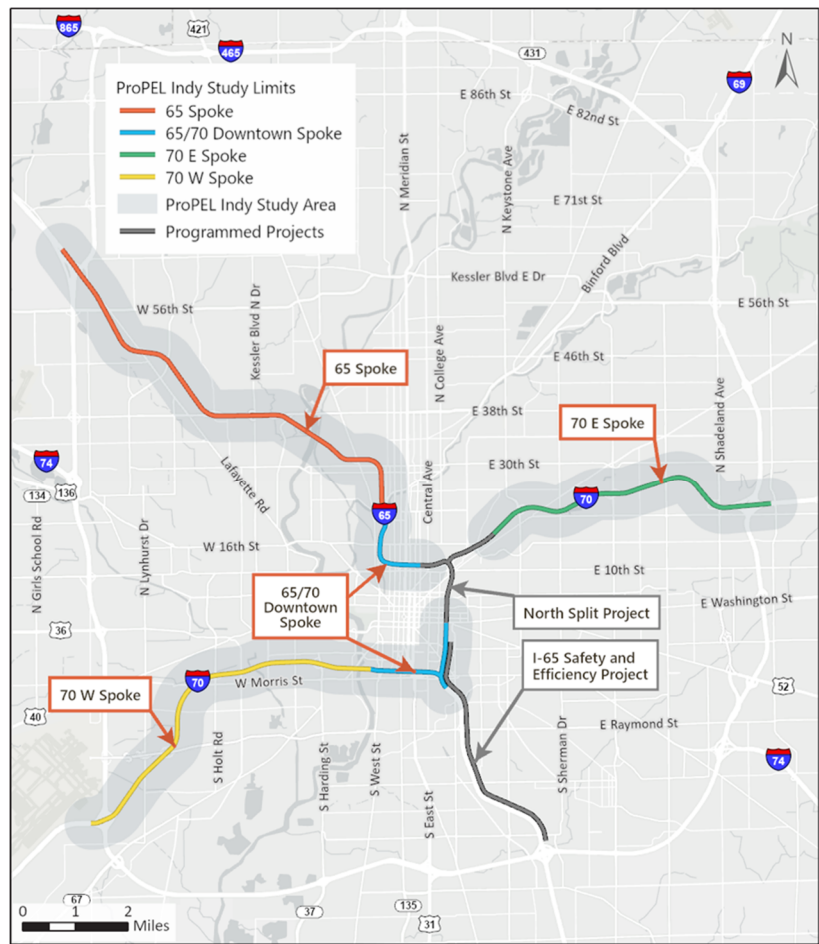 865
421
465
431
N
69
ProPEL Indy Study Limits
65 Spoke
65/70 Downtown Spoke
70 E Spoke
70 W Spoke
ProPEL Indy Study Area
Programmed Projects
E 86th St
E 82nd St
N Meridian St
N Keystone Ave
E 71st St
Binford Blvd
Kessler Blvd E Dr
W 56th St
E 56th St
Kessler Blvd N Dr
N College Ave
E 46th St
65 Spoke
E 38th St
70 E Spoke
N Shadeland Ave
74
134
136
Lafayette Rd
Central Ave
E 30th St
70
65
N Girls School Rd
N Lynhurst Dr
W 16th St
E 10th St
65/70
Downtown
Spoke
North Split Project
E Washington St
36
I-65 Safety and
Efficiency Project
70
W Morris St
70 W Spoke
52
40
S Holt Rd
S Harding St
S West St
S East St
S Sherman Dr
E Raymond St
74
67
37
135
31
0 1 2
Miles